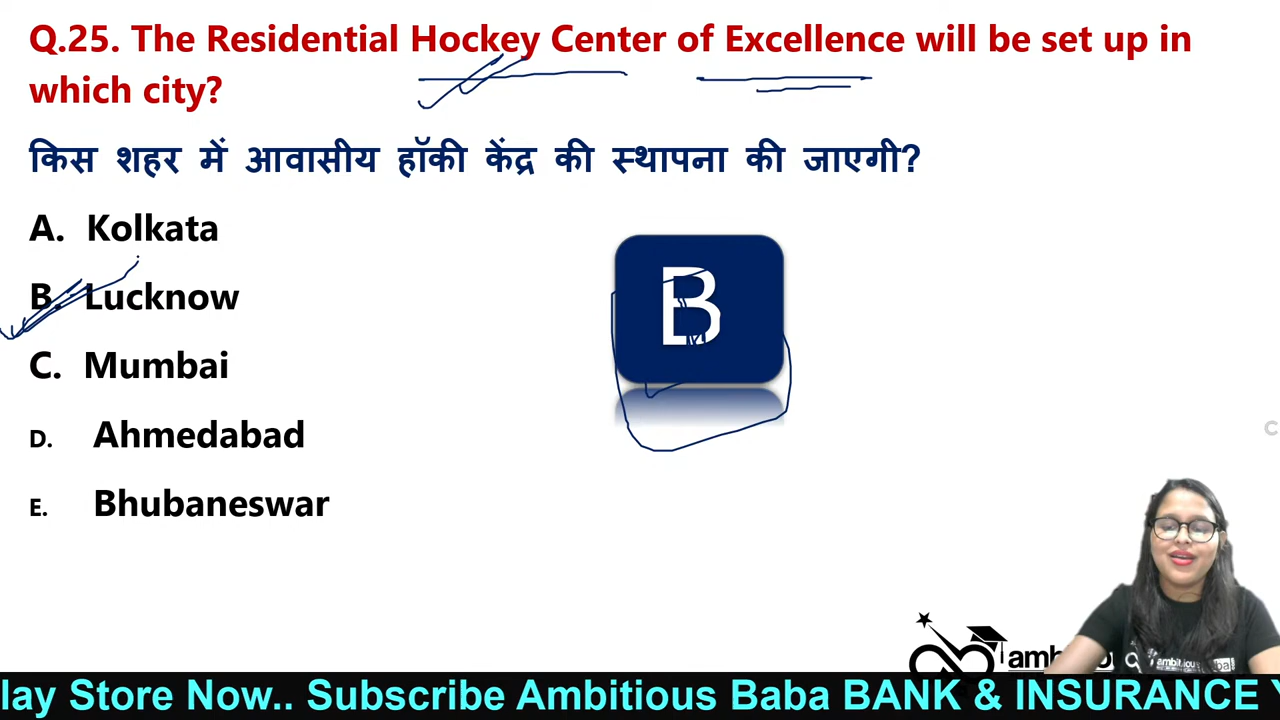 Q.25. The Residential Hockey Center of Excellence will be set up in
which city?
किस शहर में आवासीय हॉकी केंद्र की स्थापना की जाएगी?
A. Kolkata
B. Lucknow
B
C. Mumbai
D. Ahmedabad
E. Bhubaneswar
ambitious
lay Store Now.. Subscribe Ambitious Baba BANK & INSURANCE